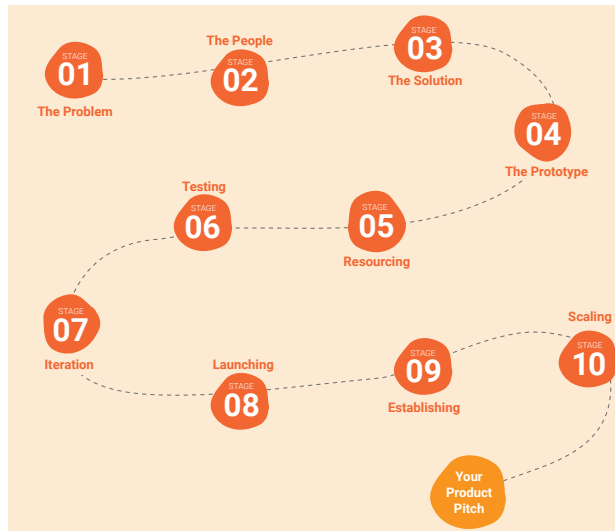 STAGE
01
The Problem
The People
STAGE
02
STAGE
03
The Solution
STAGE
04
The Prototype
STAGE
05
Resourcing
Testing
STAGE
06
STAGE
07
Iteration
Launching
STAGE
08
STAGE
09
Establishing
Scaling
STAGE
10
Your
Product
Pitch